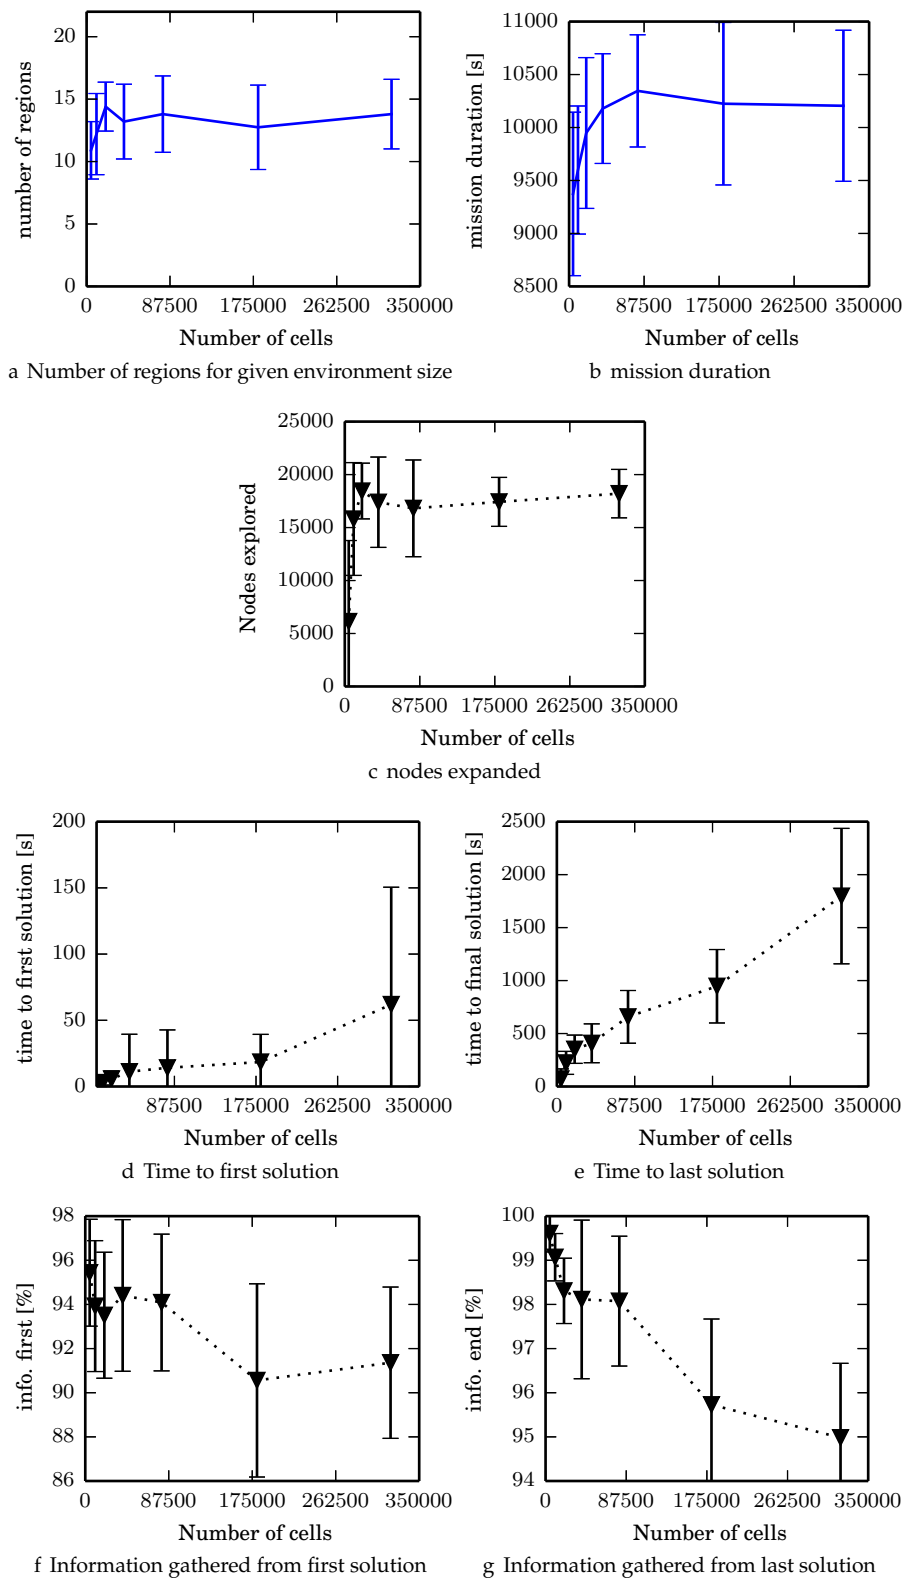 20
15
10
5
0
number of regions
0 87500 175000 262500 350000
Number of cells
a Number of regions for given environment size
11000
10500
10000
9500
9000
8500
mission duration [s]
0 87500 175000 262500 350000
Number of cells
b mission duration
25000
20000
15000
10000
5000
0
Nodes explored
0 87500 175000 262500 350000
Number of cells
c nodes expanded
200
150
100
50
0
time to first solution [s]
87500 175000 262500 350000
Number of cells
d Time to first solution
2500
2000
1500
1000
500
0
time to final solution [s]
0 87500 175000 262500 350000
Number of cells
e Time to last solution
98
96
94
92
90
88
86
info. first [%]
0 87500 175000 262500 350000
Number of cells
f Information gathered from first solution
100
99
98
97
96
95
94
info. end [%]
0 87500 175000 262500 350000
Number of cells
g Information gathered from last solution